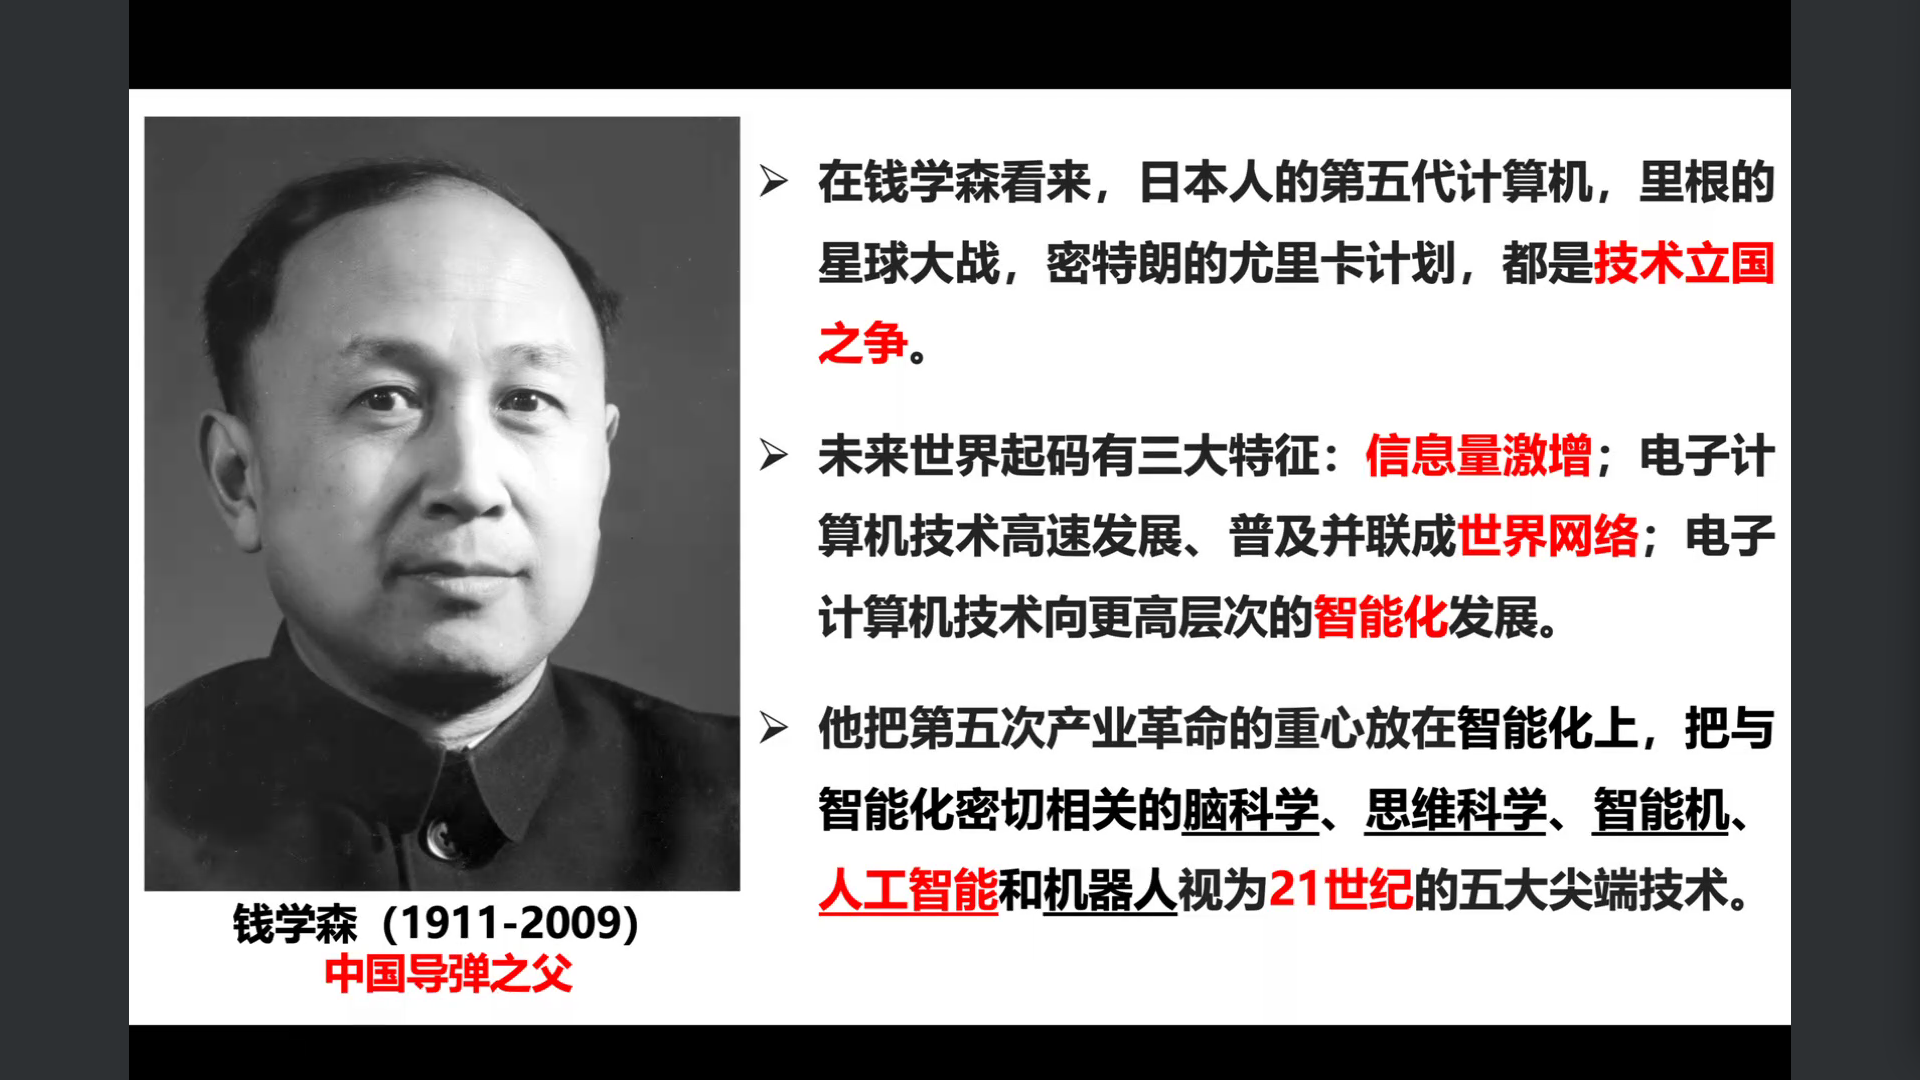 在钱学森看来，日本人的第五代计算机，里根的
星球大战，密特朗的尤里卡计划，都是技术立国
之争。
未来世界起码有三大特征：信息量激增；电子计
算机技术高速发展、普及并联成世界网络；电子
计算机技术向更高层次的智能化发展。
他把第五次产业革命的重心放在智能化上，把与
智能化密切相关的脑科学、思维科学、智能机、
人工智能和机器人视为21世纪的五大尖端技术。
钱学森（1911-2009）
中国导弹之父